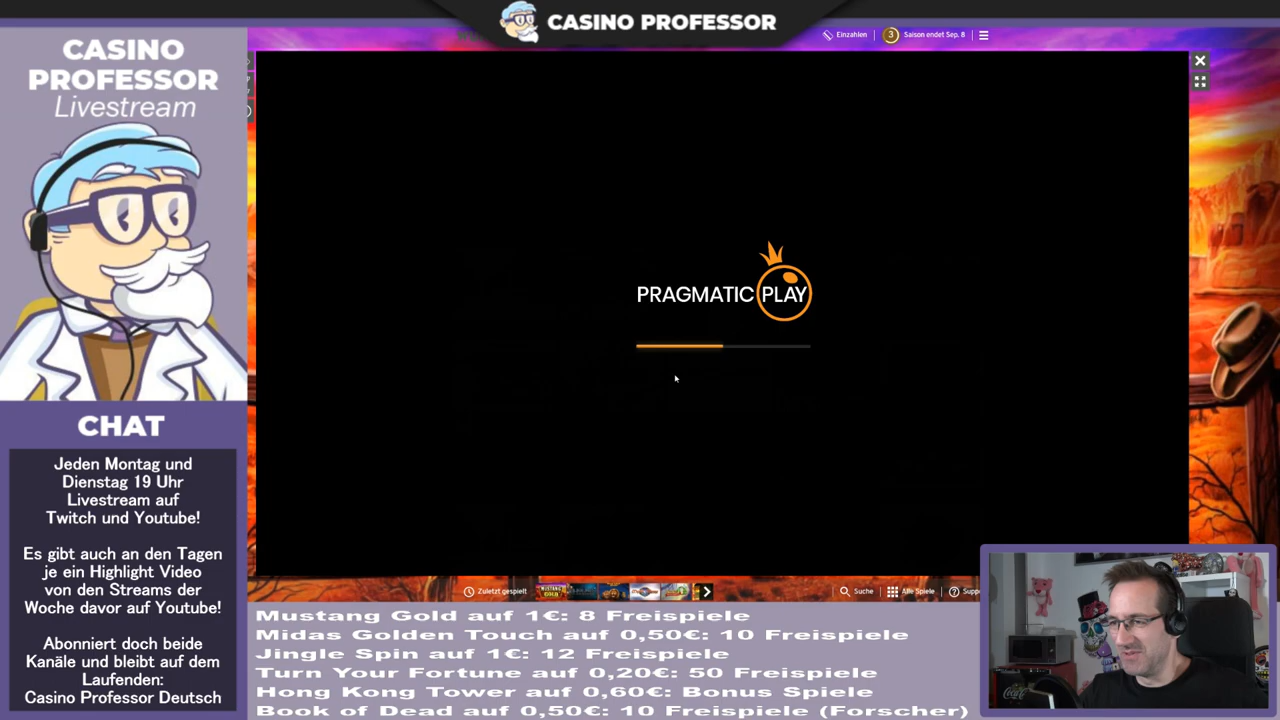 CASINO PROFESSOR
CASINO
PROFESSOR
Livestream
Einzahlen
3
Saison endet Sep. 8
PRAGMATIC PLAY
CHAT
Jeden Montag und
Dienstag 19 Uhr
Livestream auf
Twitch und Youtube!
Es gibt auch an den Tagen
je ein Highlight Video
von den Streams der
Woche davor auf Youtube!
Abonniert doch beide
Kanäle und bleibt auf dem
Laufenden:
Casino Professor Deutsch
Zuletzt gespielt
Suche
Alle Spiele
Mustang Gold auf 1€: 8 Freispiele
Midas Golden Touch auf 0,50€: 10 Freispiele
Jingle Spin auf 1€: 12 Freispiele
Turn Your Fortune auf 0,20€: 50 Freispiele
Hong Kong Tower auf 0,60€: Bonus Spiele
Book of Dead auf 0,50€: 10 Freispiele (Forscher)